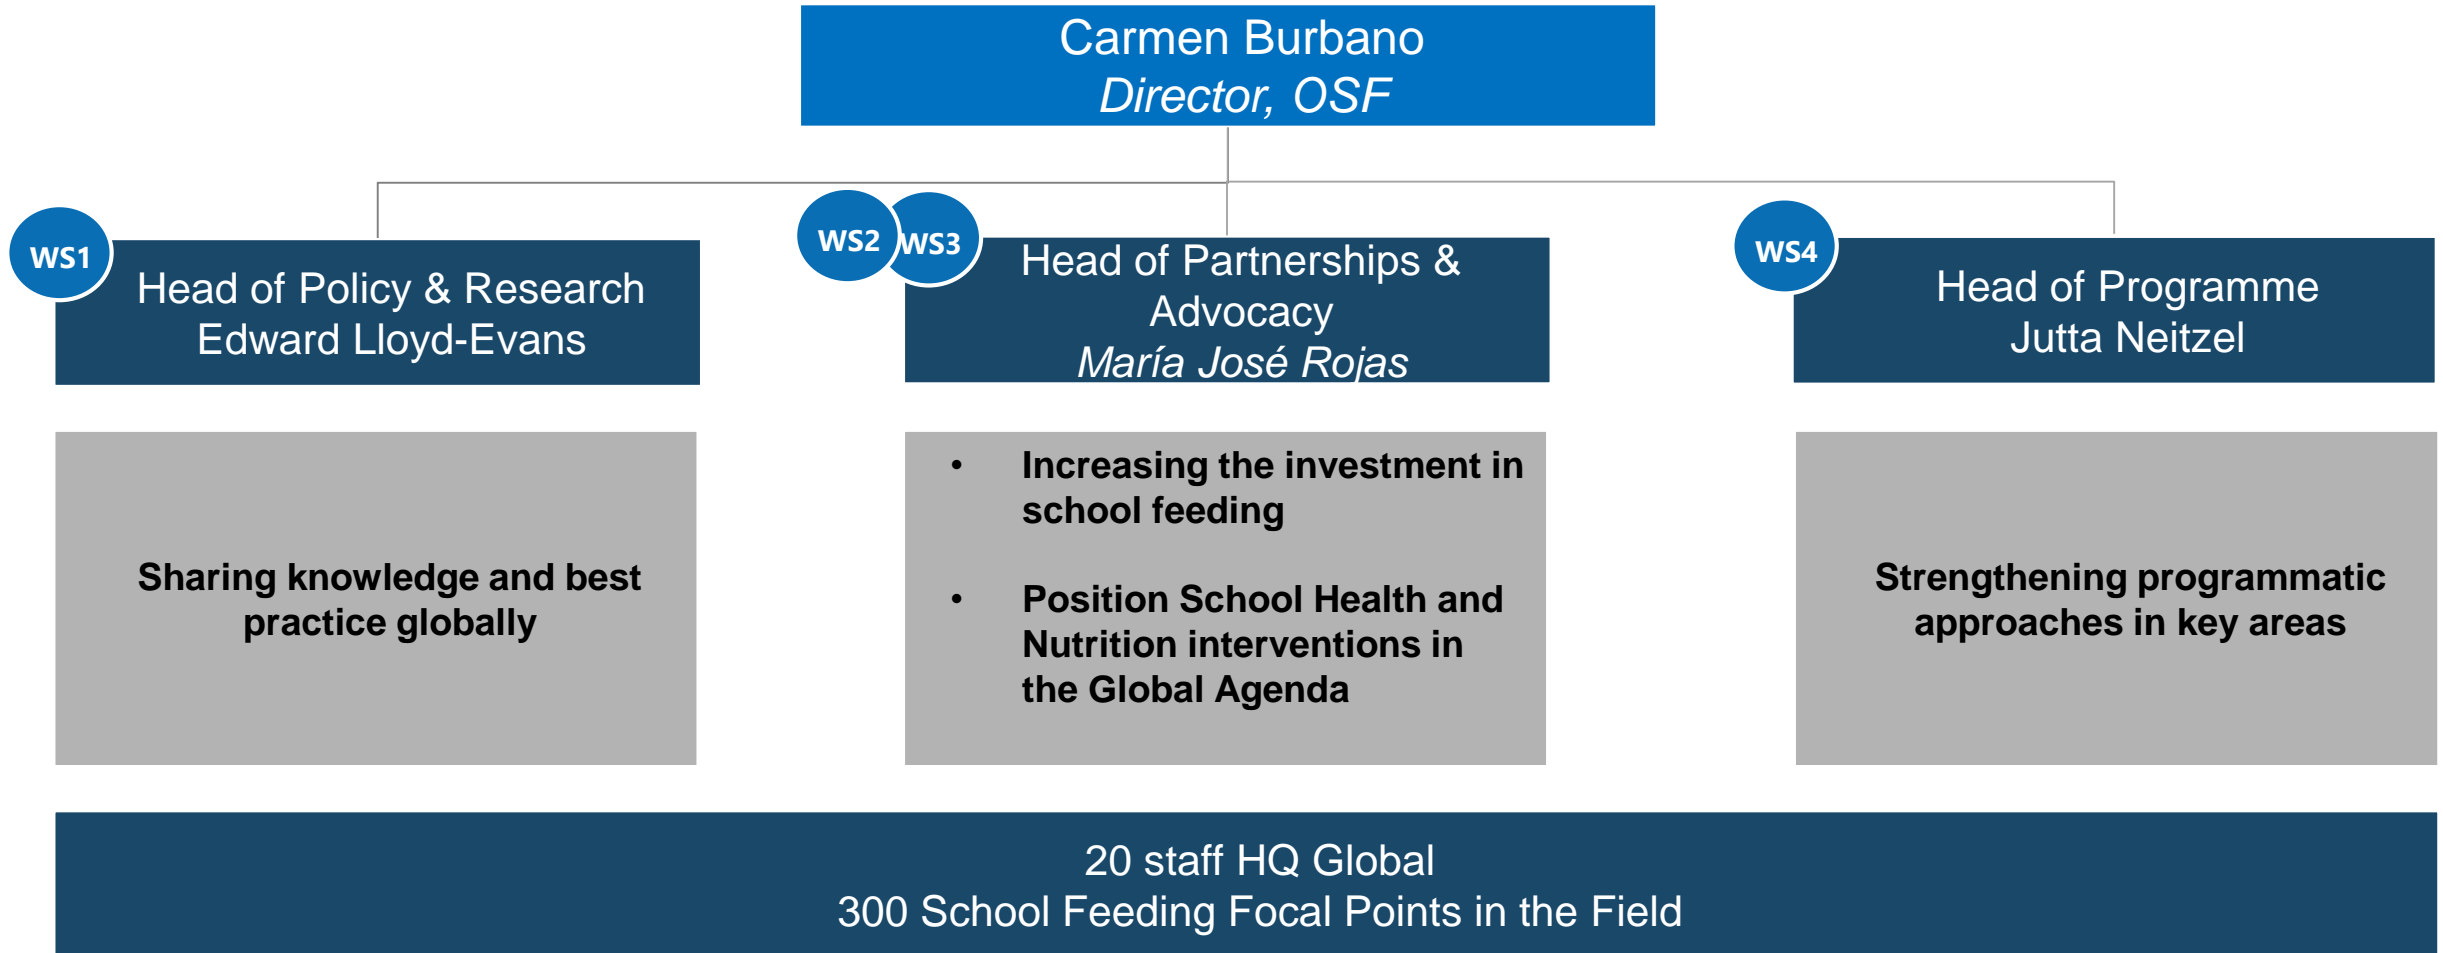 Carmen Burbano
Director, OSF
WS1
Head of Policy & Research
Edward Lloyd-Evans
WS2
WS3
Head of Partnerships &
Advocacy
María José Rojas
WS4
Head of Programme
Jutta Neitzel
Sharing knowledge and best
practice globally
• Increasing the investment in
school feeding
• Position School Health and
Nutrition interventions in
the Global Agenda
Strengthening programmatic
approaches in key areas
20 staff HQ Global
300 School Feeding Focal Points in the Field